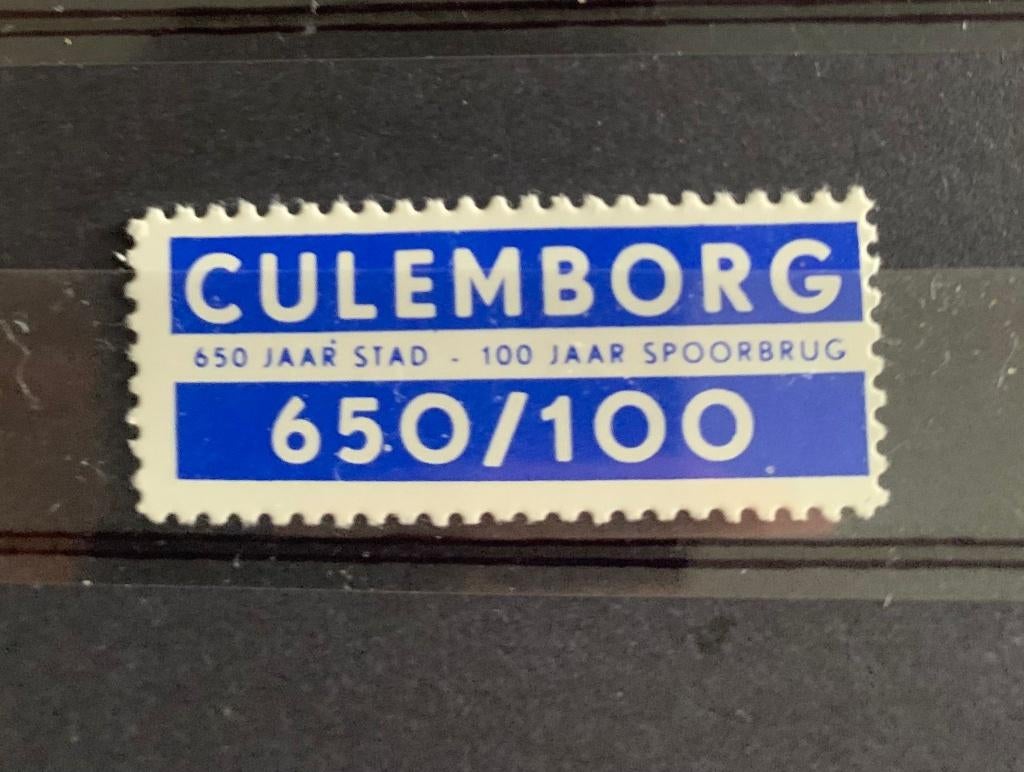 CULEMBORG
650 JAAR STAD - 100 JAAR SPOORBRUG
650/100